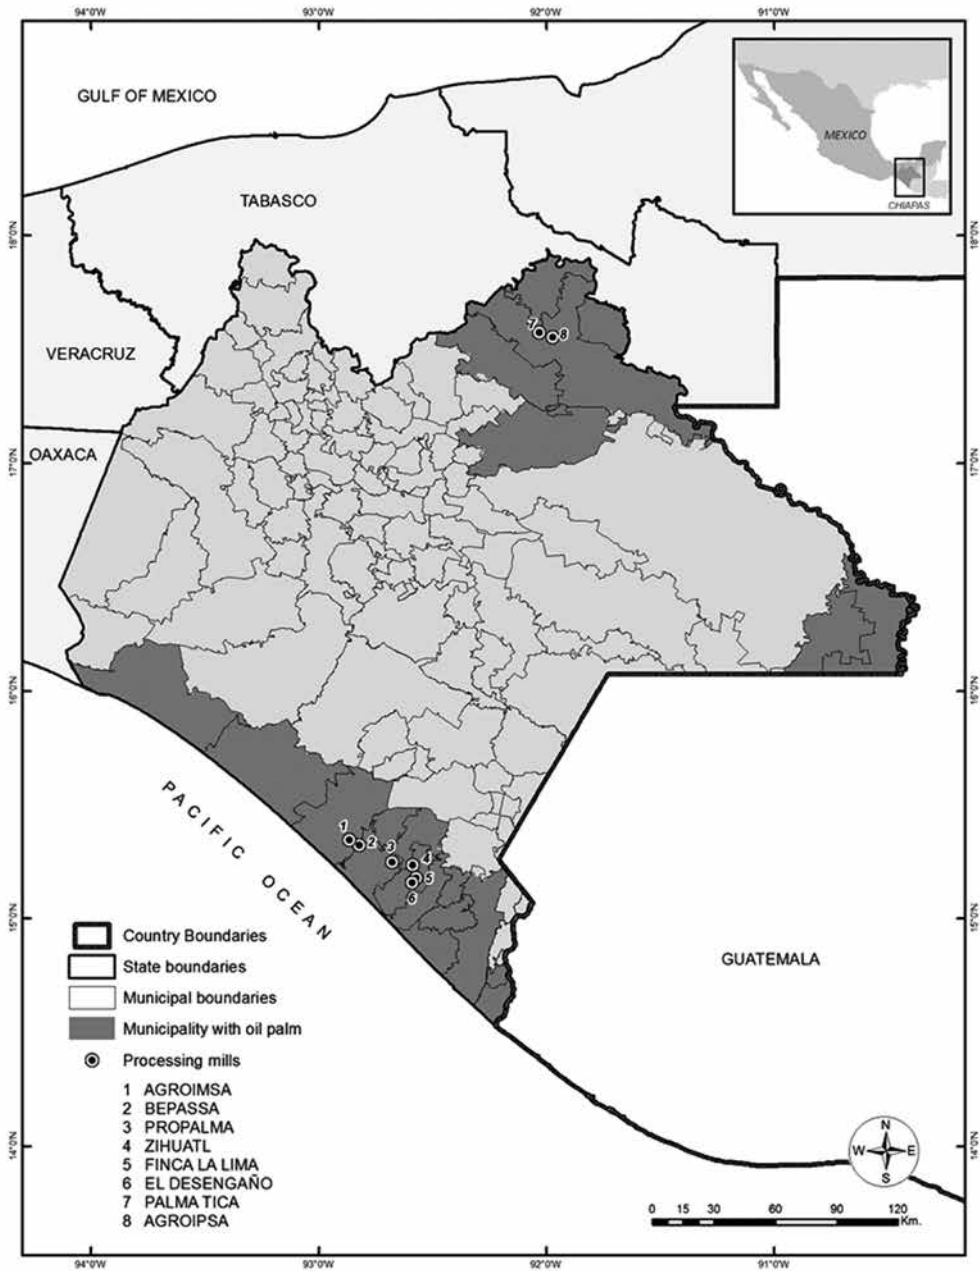 94°0'W 93°0'W 92°0'W 91°0'W
GULF OF MEXICO
MEXICO
CHIAPAS
TABASCO
18°0'N 18°0'N
7 8
VERACRUZ
OAXACA
17°0'N 17°0'N
16°0'N 16°0'N
PACIFIC OCEAN
1 2 3 4 5 6
15°0'N 15°0'N
GUATEMALA
Country Boundaries
State boundaries
Municipal boundaries
Municipality with oil palm
Processing mills
1 AGROIMSA
2 BEPASSA
3 PROPALMA
4 ZIHUATL
5 FINCA LA LIMA
6 EL DESENGAÑO
7 PALMA TICA
8 AGROIPSA
14°0'N 14°0'N
N
W E
S
0 15 30 60 90 120
Km.
94°0'W 93°0'W 92°0'W 91°0'W